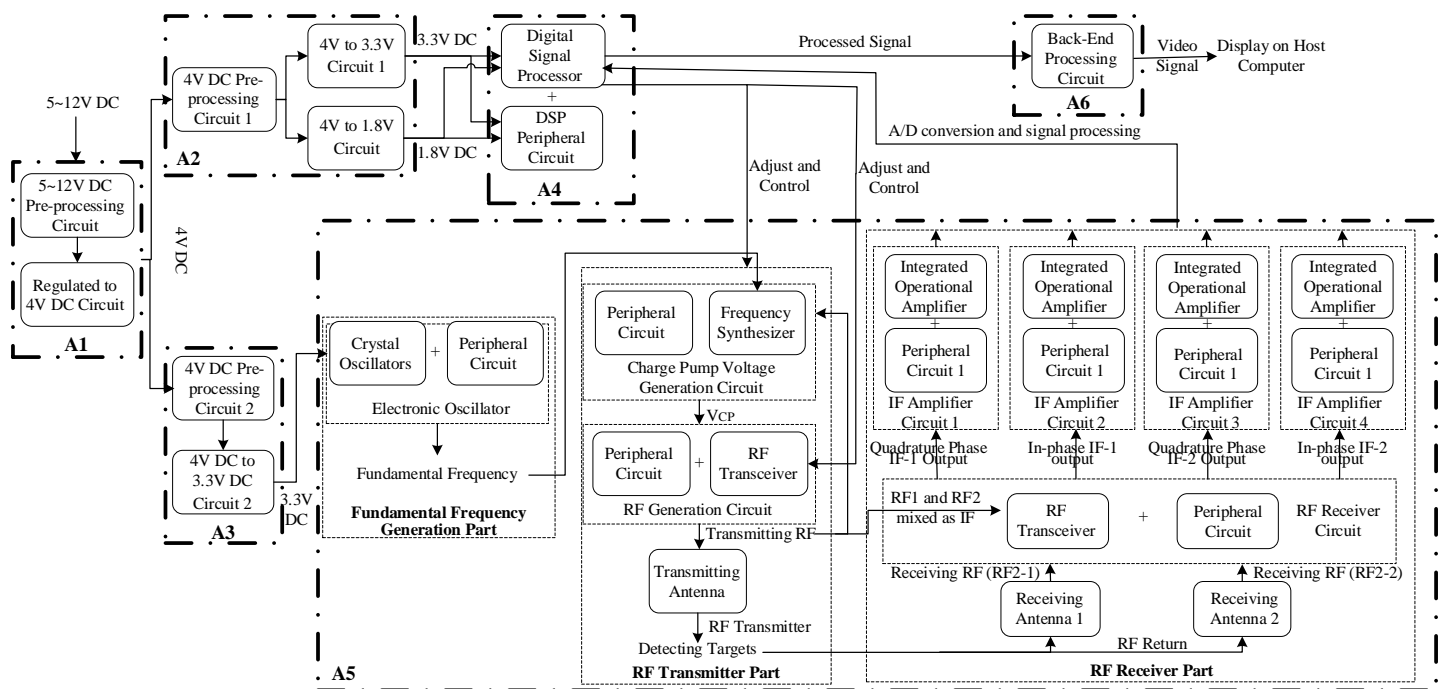 5~12V DC
5~12V DC
Pre-processing
Circuit
Regulated to
4V DC Circuit
A1
4V DC
4V DC Pre-
processing
Circuit 1
4V to 3.3V
Circuit 1
4V to 1.8V
Circuit
A2
3.3V DC
1.8V DC
4V DC Pre-
processing
Circuit 2
4V DC to
3.3V DC
Circuit 2
A3
3.3V
DC
Digital
Signal
Processor
+
DSP
Peripheral
Circuit
A4
Processed Signal
Back-End
Processing
Circuit
A6
Video
Signal
Display on Host
Computer
A/D conversion and signal processing
Adjust and
Control
Adjust and
Control
Crystal
Oscillators
+
Peripheral
Circuit
Electronic Oscillator
Fundamental Frequency
Fundamental Frequency
Generation Part
Peripheral
Circuit
Frequency
Synthesizer
Charge Pump Voltage
Generation Circuit
VCP
Peripheral
Circuit
+
RF
Transceiver
RF Generation Circuit
Transmitting RF
Transmitting
Antenna
RF Transmitter
Detecting Targets
RF Transmitter Part
A5
Integrated
Operational
Amplifier
+
Peripheral
Circuit 1
IF Amplifier
Circuit 1
Integrated
Operational
Amplifier
+
Peripheral
Circuit 1
IF Amplifier
Circuit 2
Integrated
Operational
Amplifier
+
Peripheral
Circuit 1
IF Amplifier
Circuit 3
Integrated
Operational
Amplifier
+
Peripheral
Circuit 1
IF Amplifier
Circuit 4
Quadrature Phase
IF-1 Output
In-phase IF-1
output
Quadrature Phase
IF-2 Output
In-phase IF-2
output
RF1 and RF2
mixed as IF
RF
Transceiver
+
Peripheral
Circuit
RF Receiver
Circuit
Receiving RF (RF2-1)
Receiving RF (RF2-2)
Receiving
Antenna 1
Receiving
Antenna 2
RF Return
RF Receiver Part